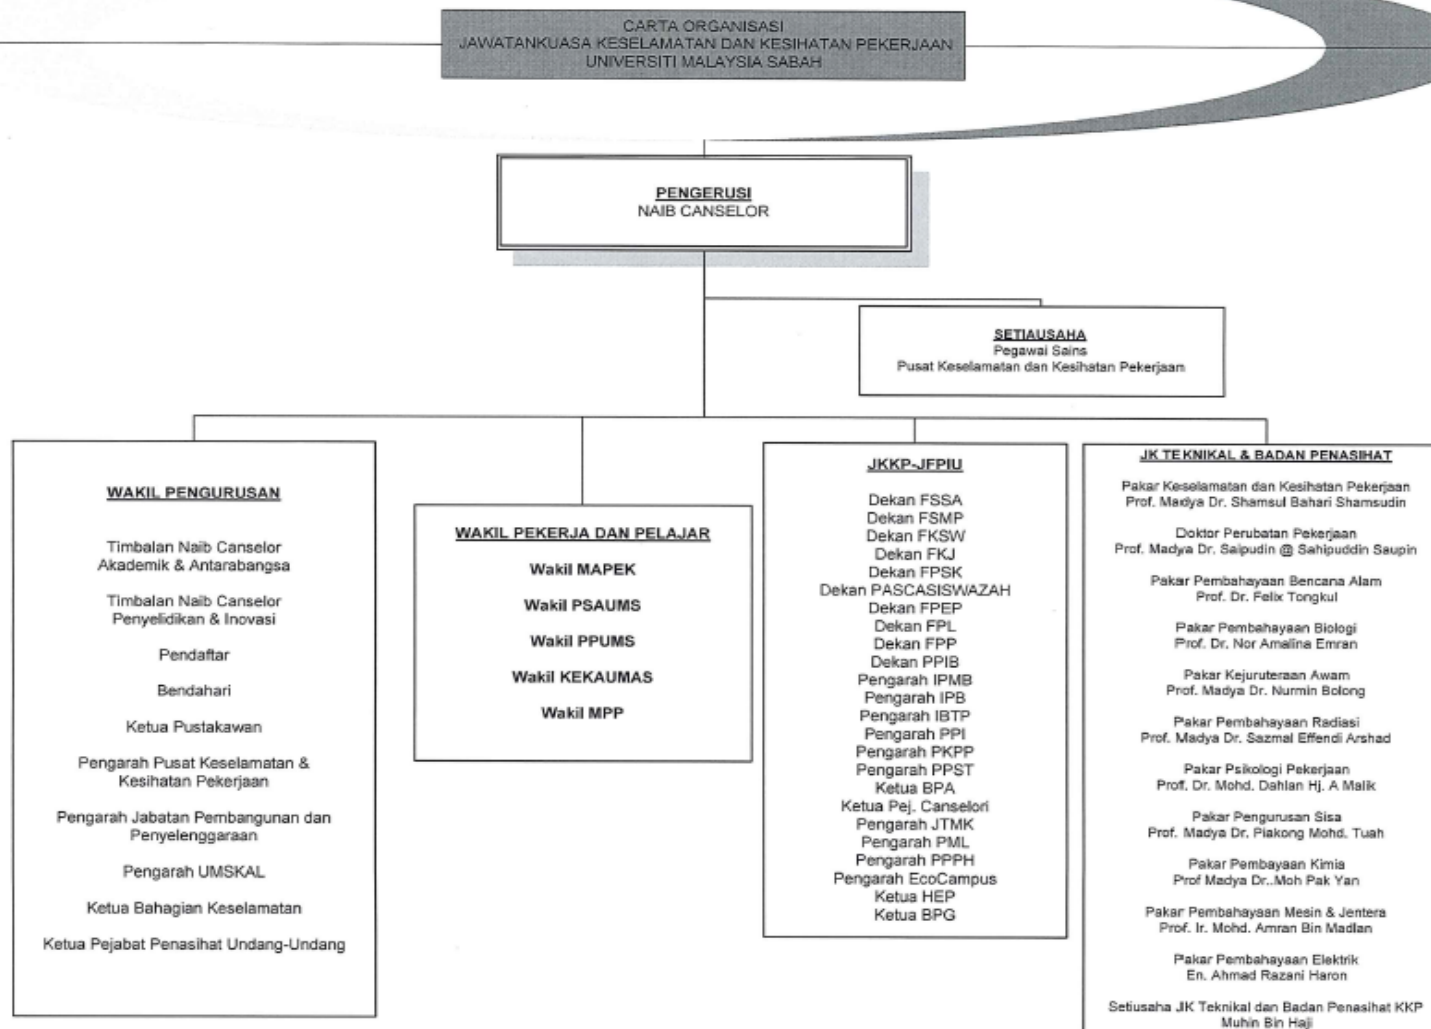 CARTA ORGANISASI
JAWATANKUASA KESELAMATAN DAN KESIHATAN PEKERJAAN
UNIVERSITI MALAYSIA SABAH
PENGERUSI
NAIB CANSELOR
SETIAUSAHA
Pegawai Sains
Pusat Keselamatan dan Kesihatan Pekerjaan
WAKIL PENGURUSAN
Timbalan Naib Canselor
Akademik & Antarabangsa
Timbalan Naib Canselor
Penyelidikan & Inovasi
Pendaftar
Bendahari
Ketua Pustakawan
Pengarah Pusat Keselamatan &
Kesihatan Pekerjaan
Pengarah Jabatan Pembangunan dan
Penyelenggaraan
Pengarah UMSKAL
Ketua Bahagian Keselamatan
Ketua Pejabat Penasihat Undang-Undang
WAKIL PEKERJA DAN PELAJAR
Wakil MAPEK
Wakil PSAUMS
Wakil PPUMS
Wakil KEKAUMAS
Wakil MPP
JKKP-JFPIU
Dekan FSSA
Dekan FSMP
Dekan FKSW
Dekan FKJ
Dekan FPSK
Dekan PASCASISWAZAH
Dekan FPEP
Dekan FPL
Dekan FPP
Dekan PPIB
Pengarah IPMB
Pengarah IPB
Pengarah IBTP
Pengarah PPI
Pengarah PKPP
Pengarah PPST
Ketua BPA
Ketua Pej. Canselori
Pengarah JTMK
Pengarah PML
Pengarah PPPH
Pengarah EcoCampus
Ketua HEP
Ketua BPG
JK TEKNIKAL & BADAN PENASIHAT
Pakar Keselamatan dan Kesihatan Pekerjaan
Prof. Madya Dr. Shamsul Bahari Shamsudin
Doktor Perubatan Pekerjaan
Prof. Madya Dr. Saipudin @ Sahipuddin Saupin
Pakar Pembahayaan Bencana Alam
Prof. Dr. Felix Tongkul
Pakar Pembahayaan Biologi
Prof. Dr. Nor Amalina Emran
Pakar Kejuruteraan Awam
Prof. Madya Dr. Nurmin Bolong
Pakar Pembahayaan Radiasi
Prof. Madya Dr. Sazmal Effendi Arshad
Pakar Psikologi Pekerjaan
Prof. Dr. Mohd. Dahlan Hj. A Malik
Pakar Pengurusan Sisa
Prof. Madya Dr. Piakong Mohd. Tuah
Pakar Pembayaan Kimia
Prof Madya Dr..Moh Pak Yan
Pakar Pembahayaan Mesin & Jentera
Prof. Ir. Mohd. Amran Bin Madlan
Pakar Pembahayaan Elektrik
En. Ahmad Razani Haron
Setiusaha JK Teknikal dan Badan Penasihat KKP
Muhin Bin Haji